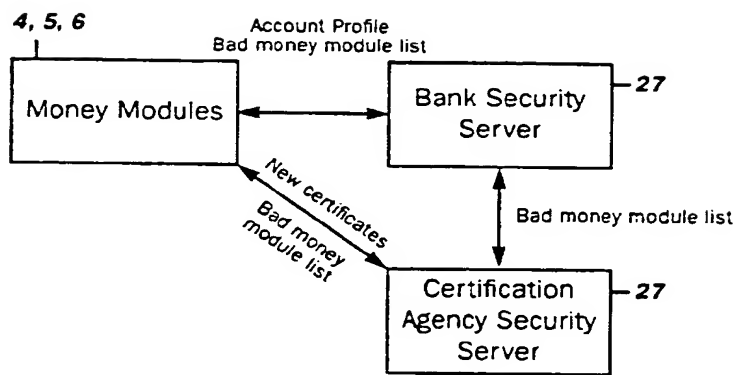 4, 5, 6
Account Profile
Bad money module list
Money Modules
Bank Security
Server
27
New certificates
Bad money
module list
Bad money module list
Certification
Agency Security
Server
27